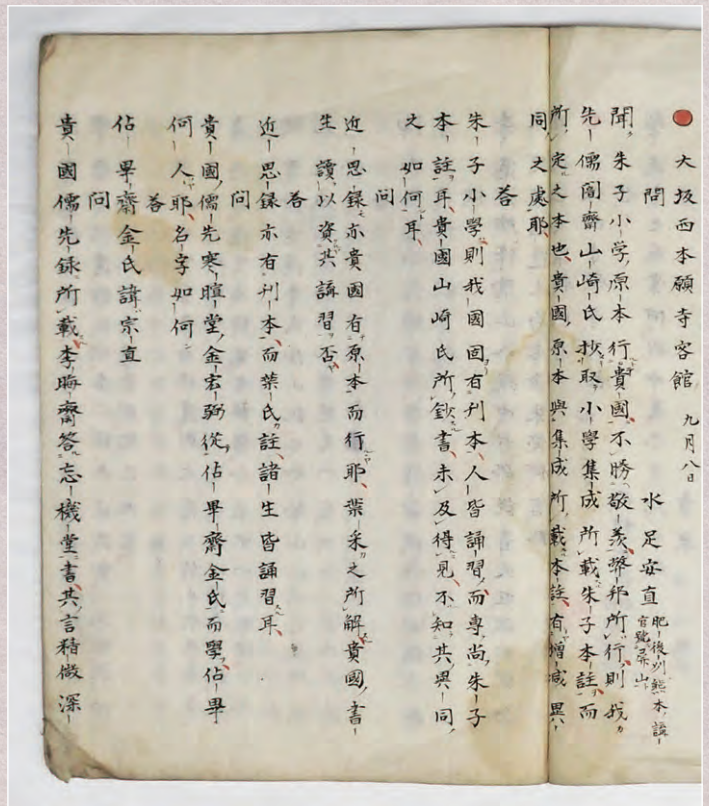 大坂西本願寺客館 九月八日
問 水足安直 肥後州熊本講官號屏山
聞朱子小学原本行貴國不勝敬羨弊邦所行則我
先儒闇齋山崎氏抄取小學集成所載朱子本註而
所定之本也貴國原本與集成所載本註有增減異
同之處耶
答
朱子小學則我國固有刊本人皆誦習而專尚朱子
本註耳貴國山崎氏所鈔書未及得見不知其異同
之如何耳
問
近思録亦貴國有原本而行耶葉采之所解貴國書
生讀以資其講習否
答
近思録亦有刊本而葉氏註諸生皆誦習耳
問
貴國儒先寒暄堂金宏弼從佔畢齋金氏而學佔畢
何人耶名字如何
答
佔畢齋金氏諱宗直
問
貴國儒先録所載李晦齋答忘機堂書其言精微深